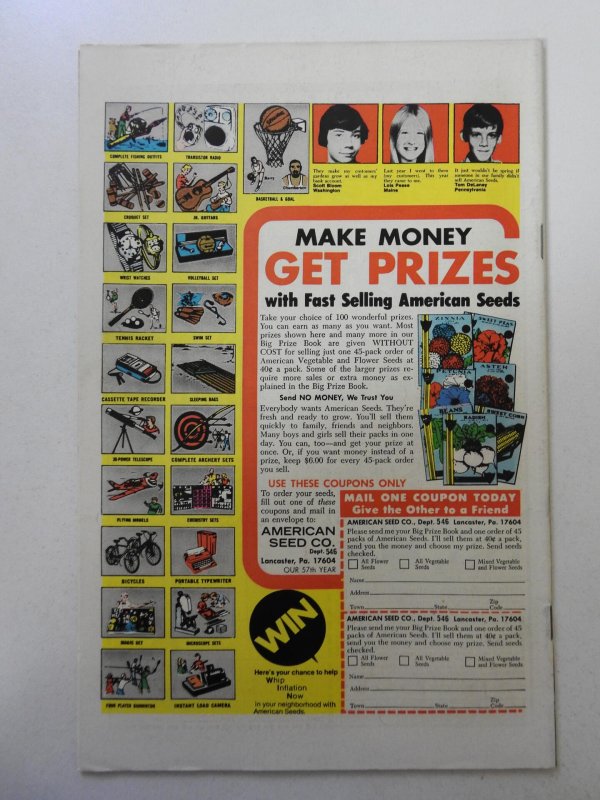 COMPLETE FISHING OUTFITS
TRANSISTOR RADIO
CROQUET SET
JR. GUITARS
WRIST WATCHES
VOLLEYBALL SET
TENNIS RACKET
SWIM SET
CASSETTE TAPE RECORDER
SLEEPING BAGS
30-POWER TELESCOPE
COMPLETE ARCHERY SETS
FLYING MODELS
CHEMISTRY SETS
BICYCLES
PORTABLE TYPEWRITER
MAGIC SET
MICROSCOPE SETS
FOUR PLAYER BADMINTON
INSTANT LOAD CAMERA
Chamberlain
BASKETBALL & GOAL
They make my customers'
gardens grow as well as my
bank account.
Scott Bloom
Washington
Last year I went to them
(my customers). This year
they came to me.
Lois Pease
Maine
It just wouldn't be spring if
someone in my family didn't
sell American Seeds.
Tom DeLaney
Pennsylvania
MAKE MONEY
GET PRIZES
with Fast Selling American Seeds
Take your choice of 100 wonderful prizes.
You can earn as many as you want. Most
prizes shown here and many more in our
Big Prize Book are given WITHOUT
COST for selling just one 45-pack order of
American Vegetable and Flower Seeds at
40¢ a pack. Some of the larger prizes re-
quire more sales or extra money as ex-
plained in the Big Prize Book.
Send NO MONEY, We Trust You
Everybody wants American Seeds. They're
fresh and ready to grow. You'll sell them
quickly to family, friends and neighbors.
Many boys and girls sell their packs in one
day. You can, too—and get your prize at
once. Or, if you want money instead of a
prize, keep $6.00 for every 45-pack order
you sell.
ZINNIA
SWEET PEAS
PETUNIA
ASTER
BEANS
RADISH
SWEET CORN
USE THESE COUPONS ONLY
To order your seeds,
fill out one of these
coupons and mail in
an envelope to:
AMERICAN
SEED CO.
Dept. 546
Lancaster, Pa. 17604
OUR 57th YEAR
MAIL ONE COUPON TODAY
Give the Other to a Friend
AMERICAN SEED CO., Dept. 546 Lancaster, Pa. 17604
Please send me your Big Prize Book and one order of 45
packs of American Seeds. I'll sell them at 40¢ a pack,
send you the money and choose my prize. Send seeds
checked.
All Flower Seeds
All Vegetable Seeds
Mixed Vegetable and Flower Seeds
Name
Address
Town State Zip Code
AMERICAN SEED CO., Dept. 546 Lancaster, Pa. 17604
Please send me your Big Prize Book and one order of 45
packs of American Seeds. I'll sell them at 40¢ a pack,
send you the money and choose my prize. Send seeds
checked.
All Flower Seeds
All Vegetable Seeds
Mixed Vegetable and Flower Seeds
Name
Address
Town State Zip Code
WIN
Here's your chance to help
Whip
Inflation
Now
in your neighborhood with
American Seeds.